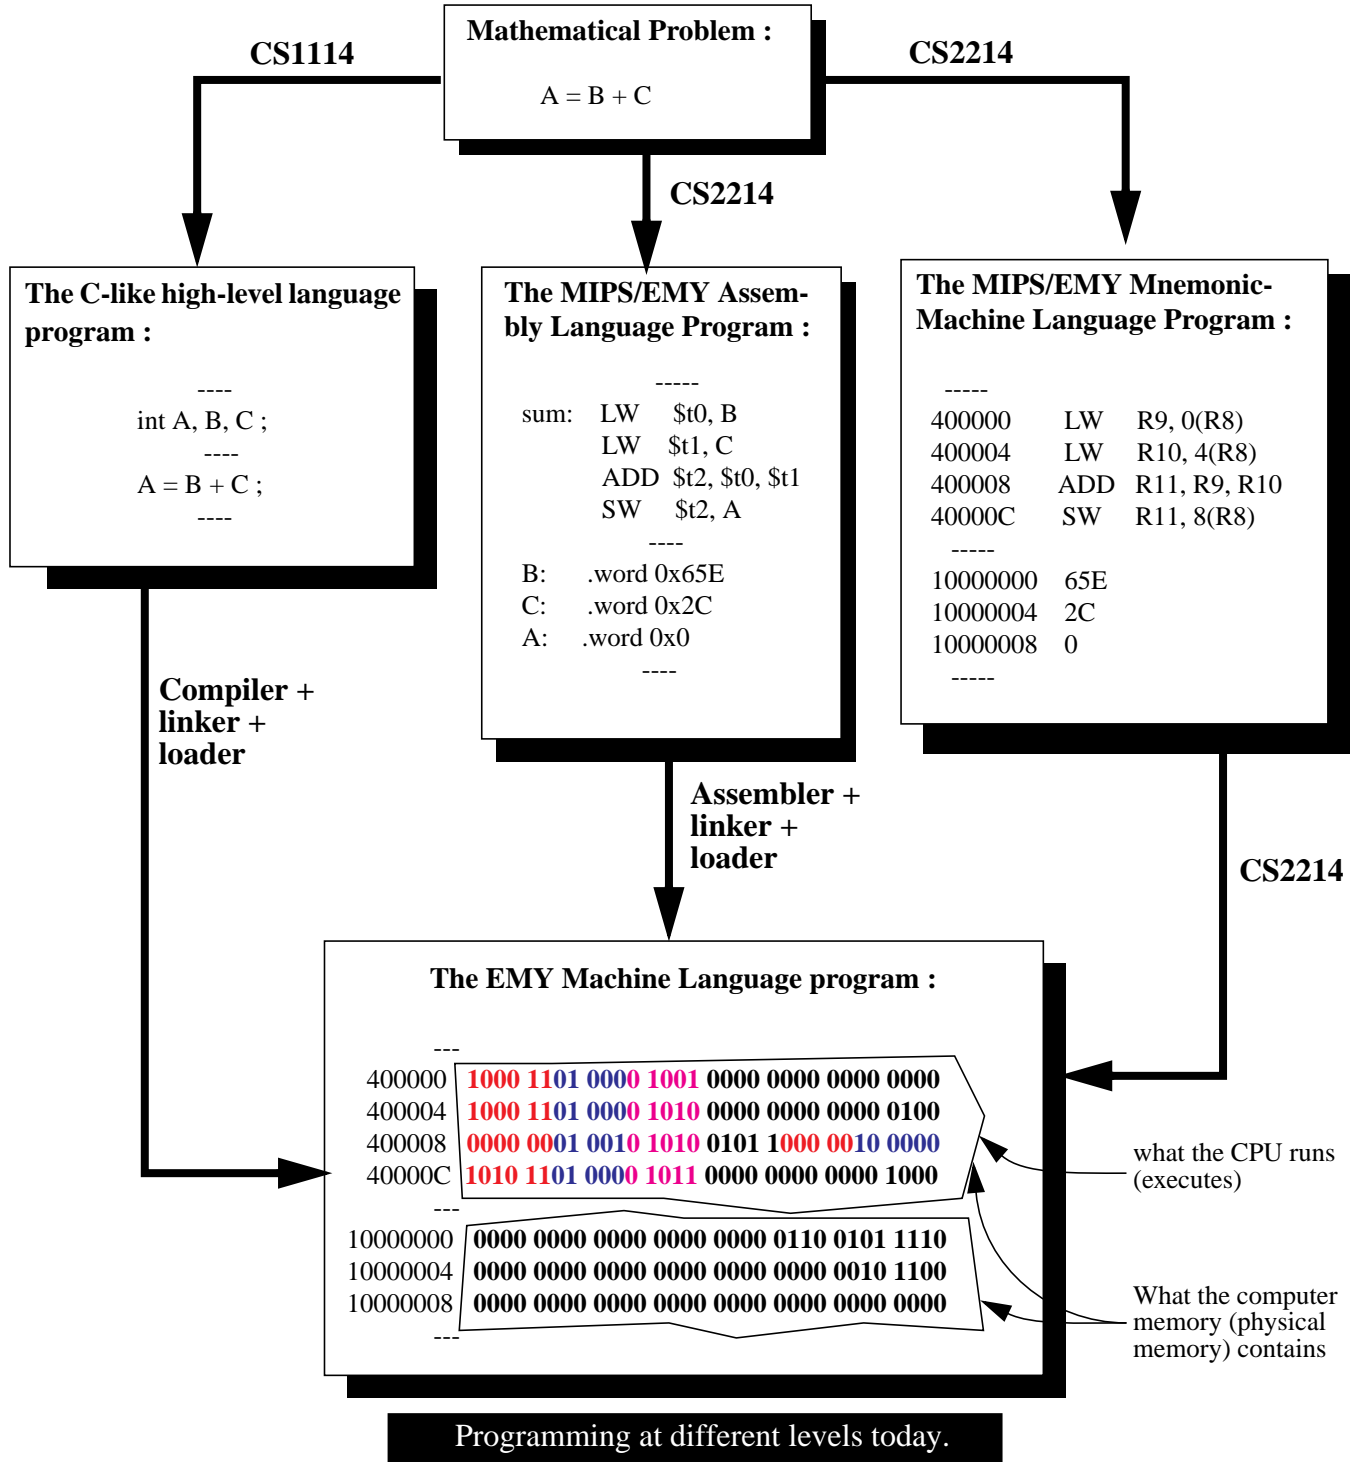 Mathematical Problem :
A = B + C
CS1114
CS2214
CS2214
The C-like high-level language
program :
----
int A, B, C ;
----
A = B + C ;
----
The MIPS/EMY Assem-
bly Language Program :
-----
sum: LW $t0, B
LW $t1, C
ADD $t2, $t0, $t1
SW $t2, A
----
B: .word 0x65E
C: .word 0x2C
A: .word 0x0
----
The MIPS/EMY Mnemonic-
Machine Language Program :
-----
400000 LW R9, 0(R8)
400004 LW R10, 4(R8)
400008 ADD R11, R9, R10
40000C SW R11, 8(R8)
-----
10000000 65E
10000004 2C
10000008 0
-----
Compiler +
linker +
loader
Assembler +
linker +
loader
CS2214
The EMY Machine Language program :
---
400000 1000 1101 0000 1001 0000 0000 0000 0000
400004 1000 1101 0000 1010 0000 0000 0000 0100
400008 0000 0001 0010 1010 0101 1000 0010 0000
40000C 1010 1101 0000 1011 0000 0000 0000 1000
---
10000000 0000 0000 0000 0000 0000 0110 0101 1110
10000004 0000 0000 0000 0000 0000 0000 0010 1100
10000008 0000 0000 0000 0000 0000 0000 0000 0000
---
what the CPU runs
(executes)
What the computer
memory (physical
memory) contains
Programming at different levels today.